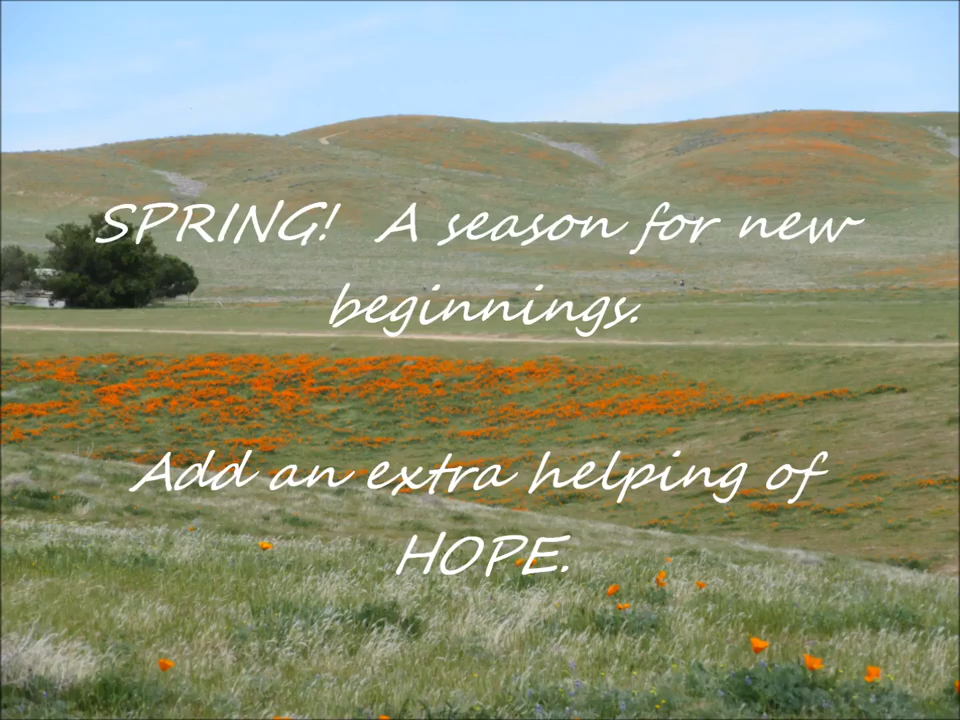 SPRING!  A season for new
beginnings.
Add an extra helping of
HOPE.